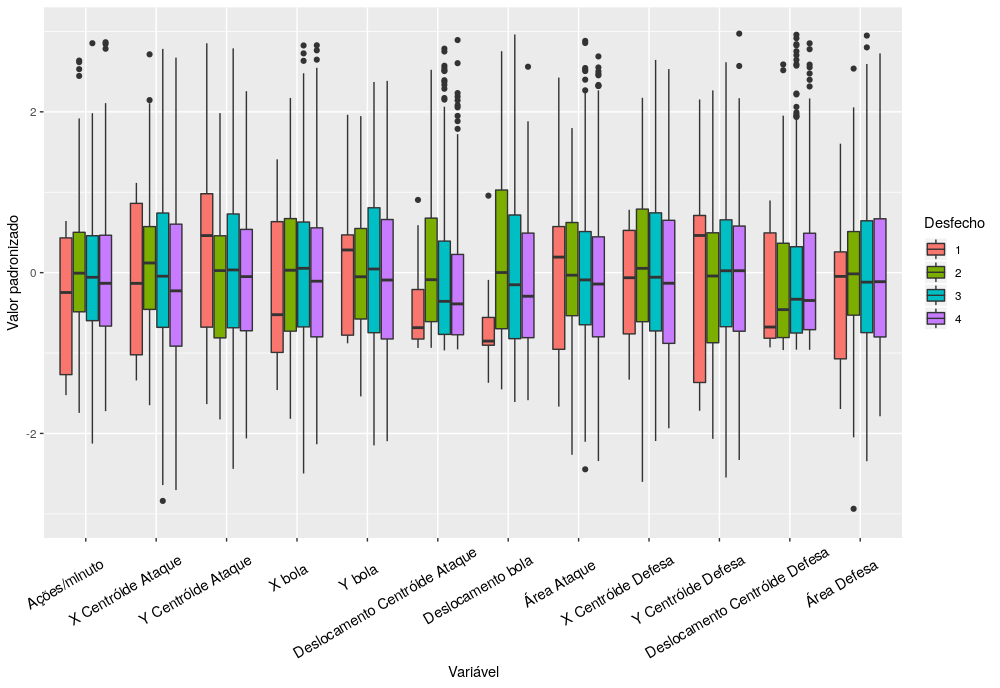 Valor padronizado
2
0
-2
Ações/minuto
X Centróide Ataque
Y Centróide Ataque
X bola
Y bola
Deslocamento Centróide Ataque
Deslocamento bola
Área Ataque
X Centróide Defesa
Y Centróide Defesa
Deslocamento Centróide Defesa
Área Defesa
Variável
Desfecho
1
2
3
4